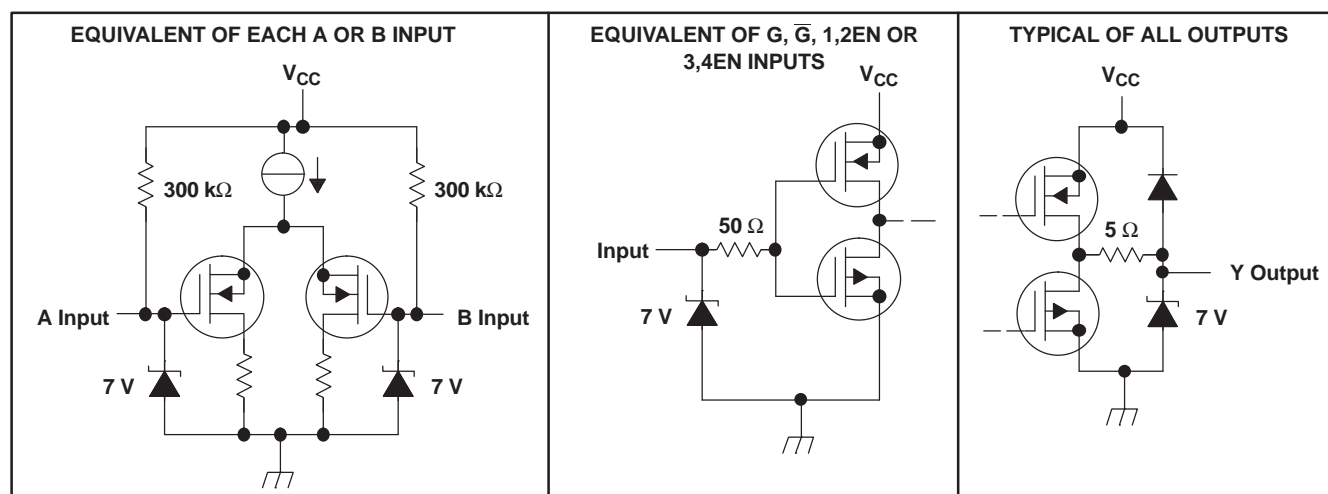 EQUIVALENT OF EACH A OR B INPUT
VCC
300 kΩ
300 kΩ
A Input
B Input
7 V
7 V
EQUIVALENT OF G, G̅, 1,2EN OR
3,4EN INPUTS
VCC
50 Ω
Input
7 V
TYPICAL OF ALL OUTPUTS
VCC
5 Ω
Y Output
7 V